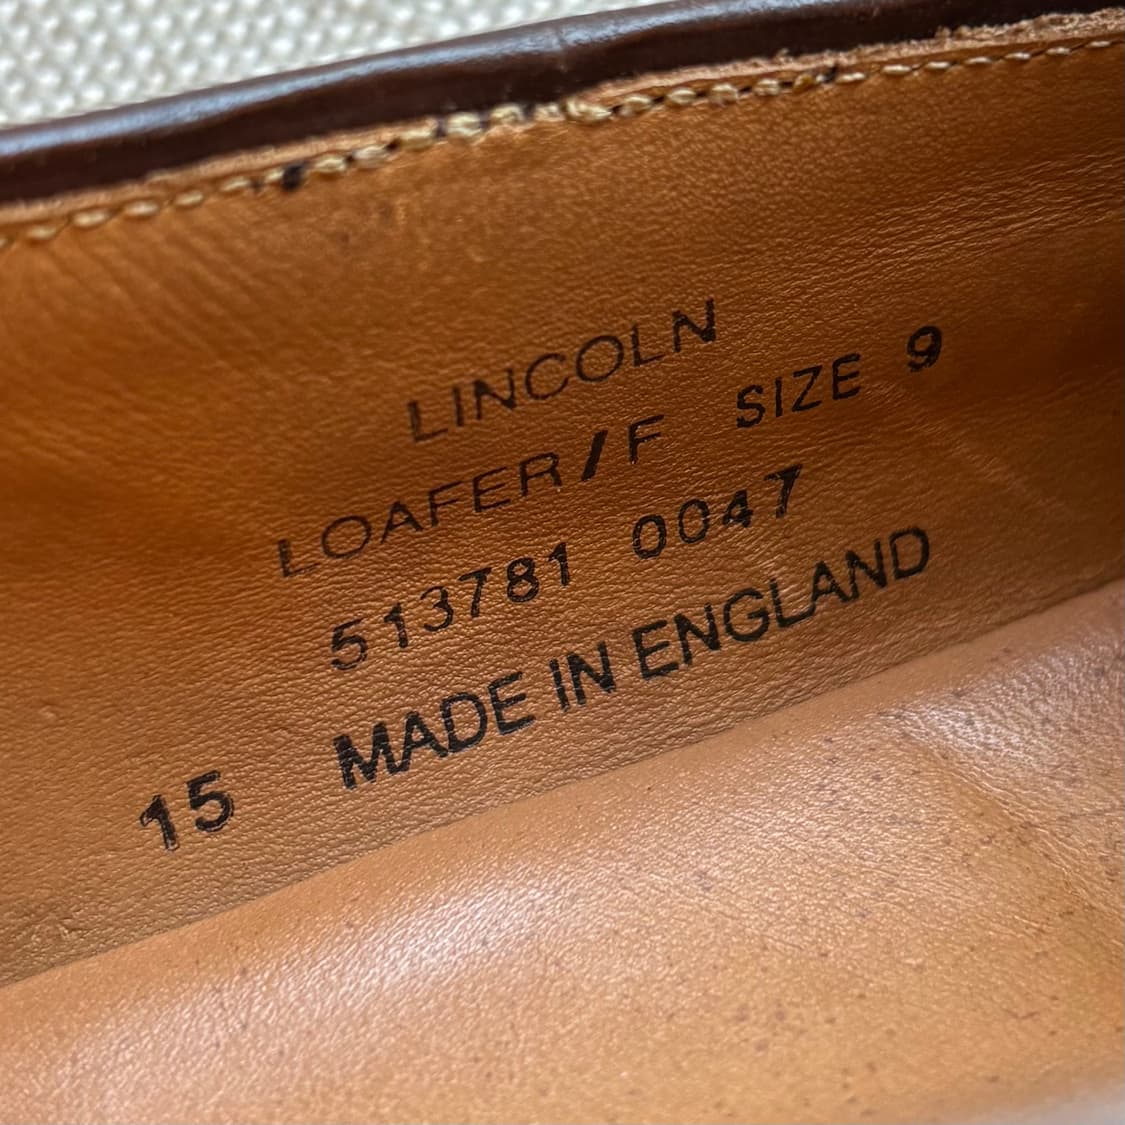 LINCOLN
LOAFER/F SIZE 9
513781 0047
15 MADE IN ENGLAND